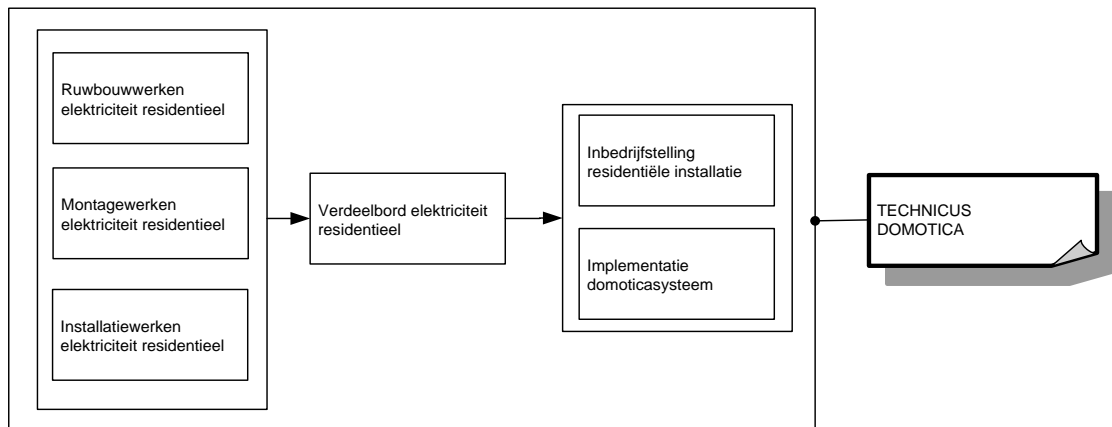 Ruwbouwwerken
elektriciteit residentieel
Montagewerken
elektriciteit residentieel
Installatiewerken
elektriciteit residentieel
Verdeelbord elektriciteit
residentieel
Inbedrijfstelling
residentiële installatie
Implementatie
domoticasysteem
TECHNICUS
DOMOTICA